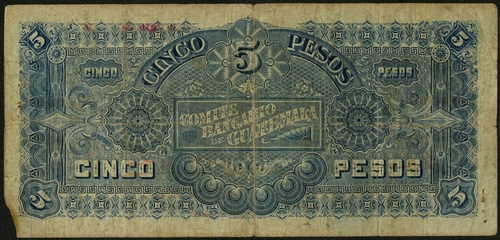 5 5
CINCO 5 PESOS
CINCO PESOS
COMITE
BANCARIO
DE GUATEMALA
CINCO PESOS
5 5